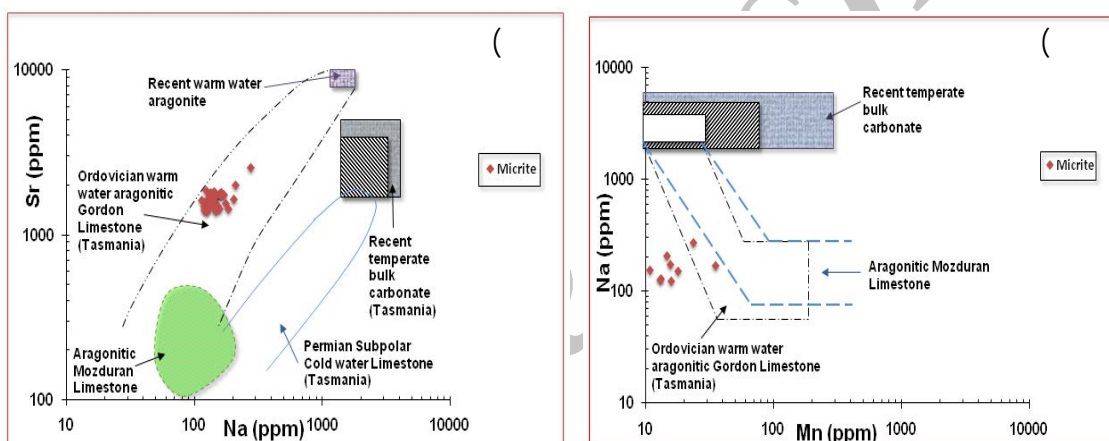 (
10000
Recent warm water
aragonite
Sr (ppm)
Ordovician warm
water aragonitic
Gordon
Limestone
(Tasmania)
1000
Micrite
Recent
temperate
bulk
carbonate
(Tasmania)
Aragonitic
Mozduran
Limestone
Permian Subpolar
Cold water Limestone
(Tasmania)
100
10
100
Na (ppm)
1000
10000
(
10000
Recent temperate
bulk
carbonate
Micrite
1000
Na (ppm)
Aragonitic Mozduran
Limestone
100
Ordovician warm water
aragonitic Gordon Limestone
(Tasmania)
10
10
100
Mn (ppm)
1000
10000